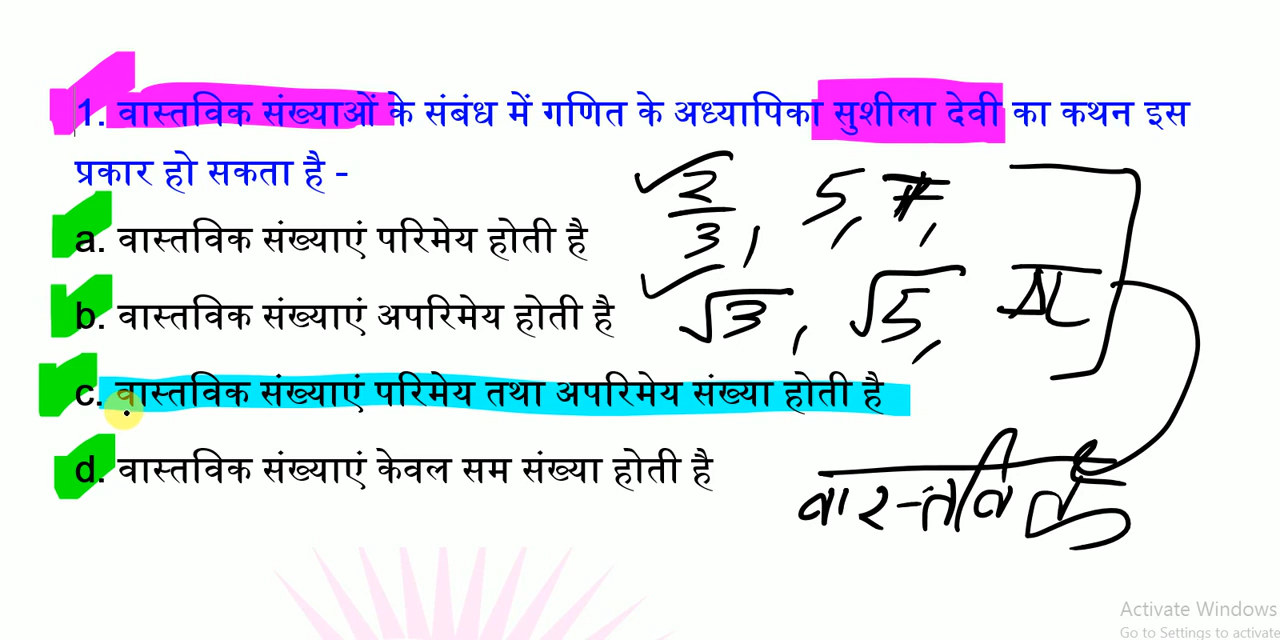 1. वास्तविक संख्याओं के संबंध में गणित के अध्यापिका सुशीला देवी का कथन इस
प्रकार हो सकता है -
a. वास्तविक संख्याएं परिमेय होती है
b. वास्तविक संख्याएं अपरिमेय होती है
c. वास्तविक संख्याएं परिमेय तथा अपरिमेय संख्या होती है
d. वास्तविक संख्याएं केवल सम संख्या होती है
2/3, 5,
√3, √5,
वास्तविक
Activate Windows
Go to Settings to activate